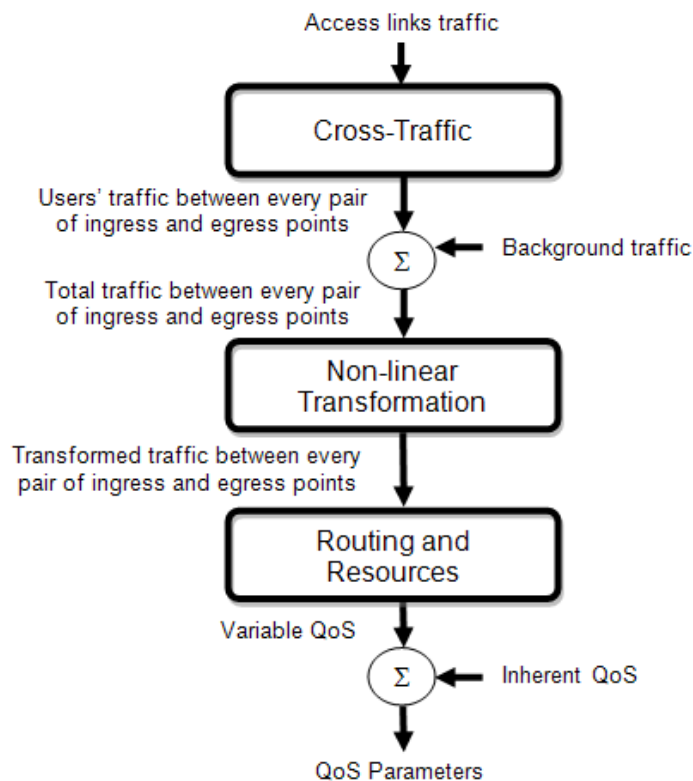 Access links traffic
Cross-Traffic
Users' traffic between every pair
of ingress and egress points
Σ
Background traffic
Total traffic between every pair
of ingress and egress points
Non-linear
Transformation
Transformed traffic between every
pair of ingress and egress points
Routing and
Resources
Variable QoS
Σ
Inherent QoS
QoS Parameters